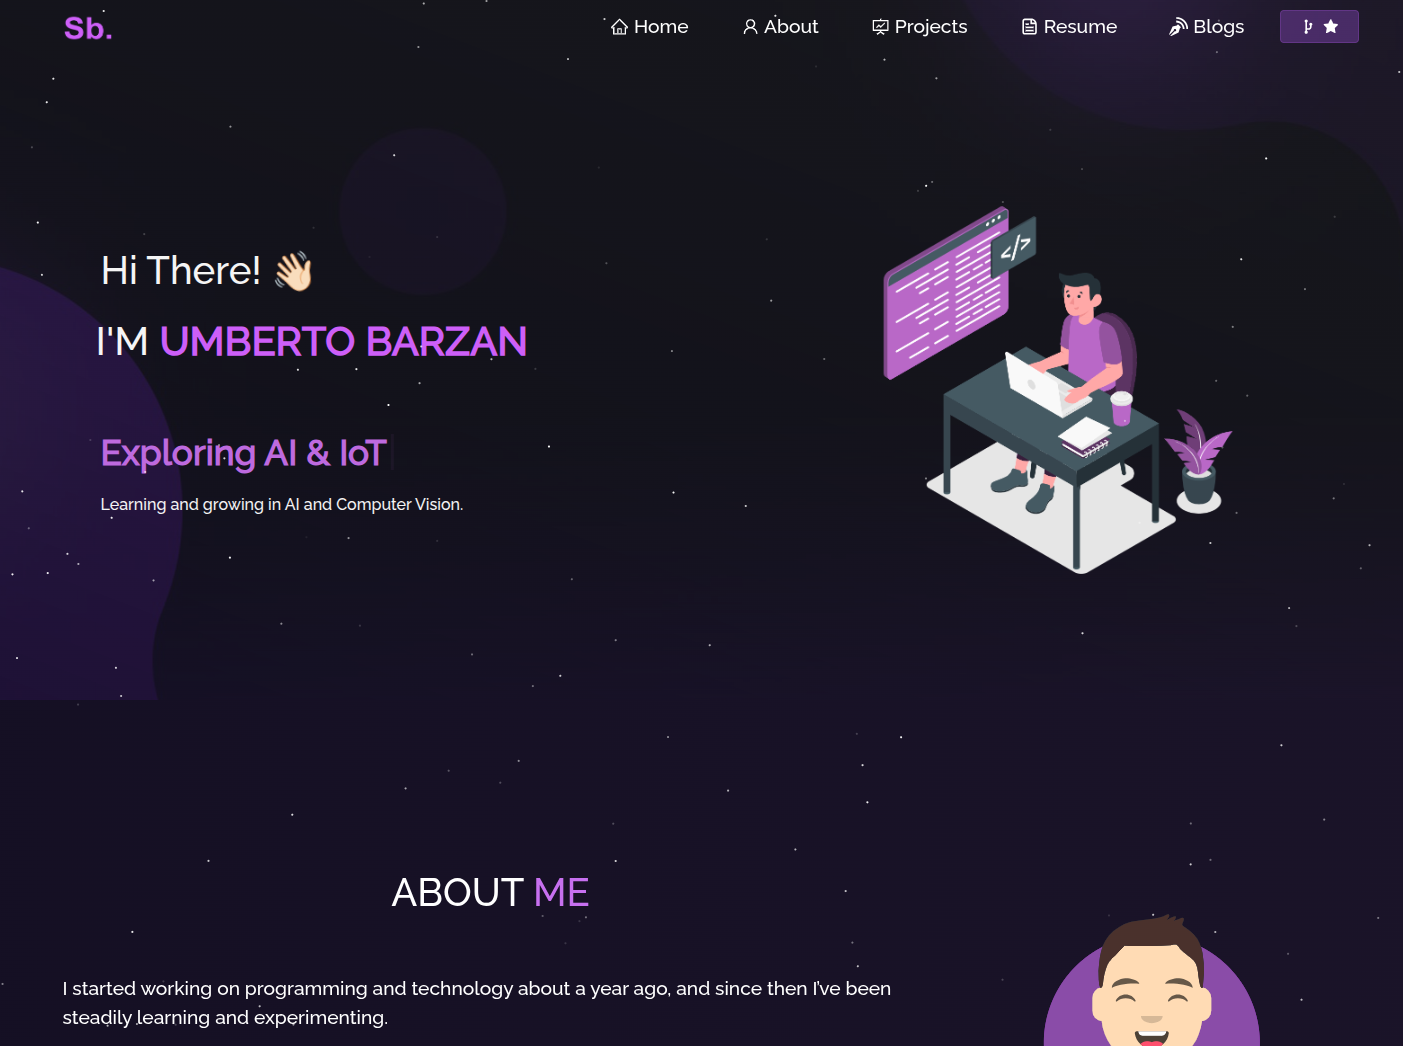 Sb.
Home About Projects Resume Blogs
Hi There! 👋🏻
I'M UMBERTO BARZAN
</>
Exploring AI & IoT
Learning and growing in AI and Computer Vision.
ABOUT ME
I started working on programming and technology about a year ago, and since then I've been
steadily learning and experimenting.